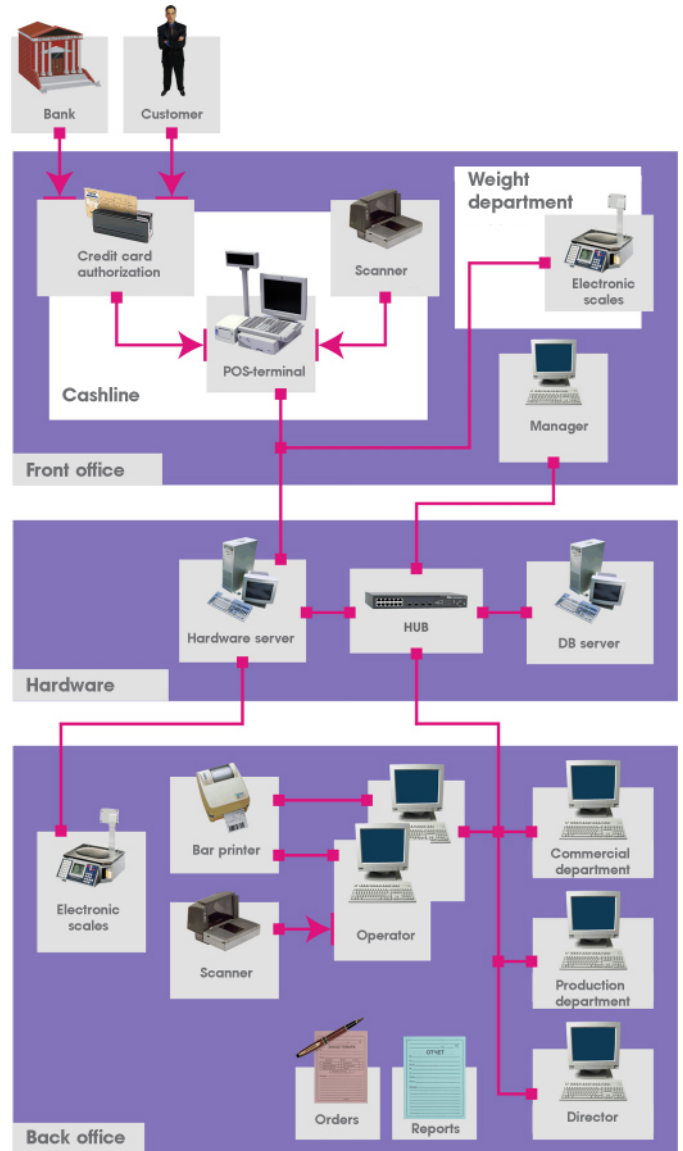 Bank
Customer
Weight
department
Credit card
authorization
Scanner
Electronic
scales
POS-terminal
Cashline
Manager
Front office
Hardware server
HUB
DB server
Hardware
Bar printer
Commercial
department
Electronic
scales
Operator
Scanner
Production
department
ОТЧЕТ
Orders
Reports
Director
Back office